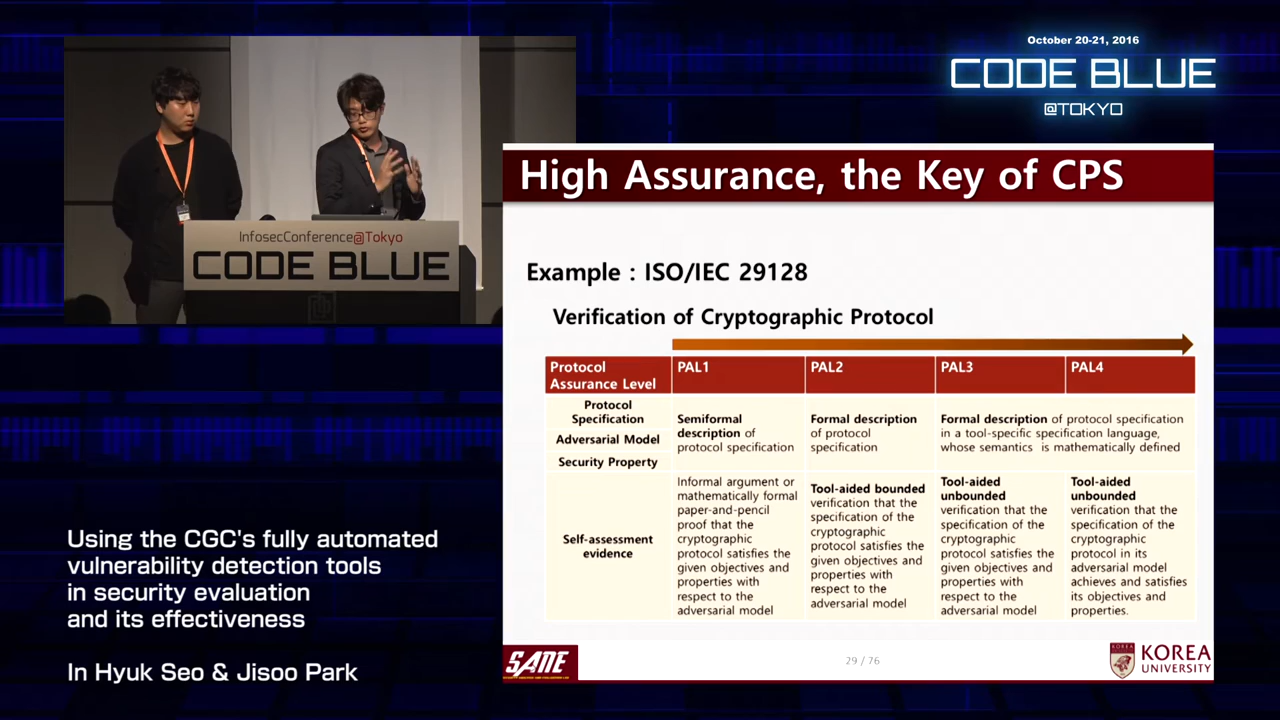 October 20-21, 2016
CODE BLUE
@TOKYO
InfosecConference@Tokyo
CODE BLUE
High Assurance, the Key of CPS
Example : ISO/IEC 29128
Verification of Cryptographic Protocol
Protocol
Assurance Level
PAL1
PAL2
PAL3
PAL4
Protocol
Specification
Adversarial Model
Security Property
Semiformal
description of
protocol specification
Formal description
of protocol
specification
Formal description of protocol specification
in a tool-specific specification language,
whose semantics is mathematically defined
Self-assessment
evidence
Informal argument or
mathematically formal
paper-and-pencil
proof that the
cryptographic
protocol satisfies the
given objectives and
properties with
respect to the
adversarial model
Tool-aided bounded
verification that the
specification of the
cryptographic
protocol satisfies the
given objectives and
properties with
respect to the
adversarial model
Tool-aided
unbounded
verification that the
specification of the
cryptographic
protocol satisfies the
given objectives and
properties with
respect to the
adversarial model
Tool-aided
unbounded
verification that the
specification of the
cryptographic
protocol in its
adversarial model
achieves and satisfies
its objectives and
properties.
SANE
29 / 76
KOREA
UNIVERSITY
Using the CGC's fully automated
vulnerability detection tools
in security evaluation
and its effectiveness
In Hyuk Seo & Jisoo Park